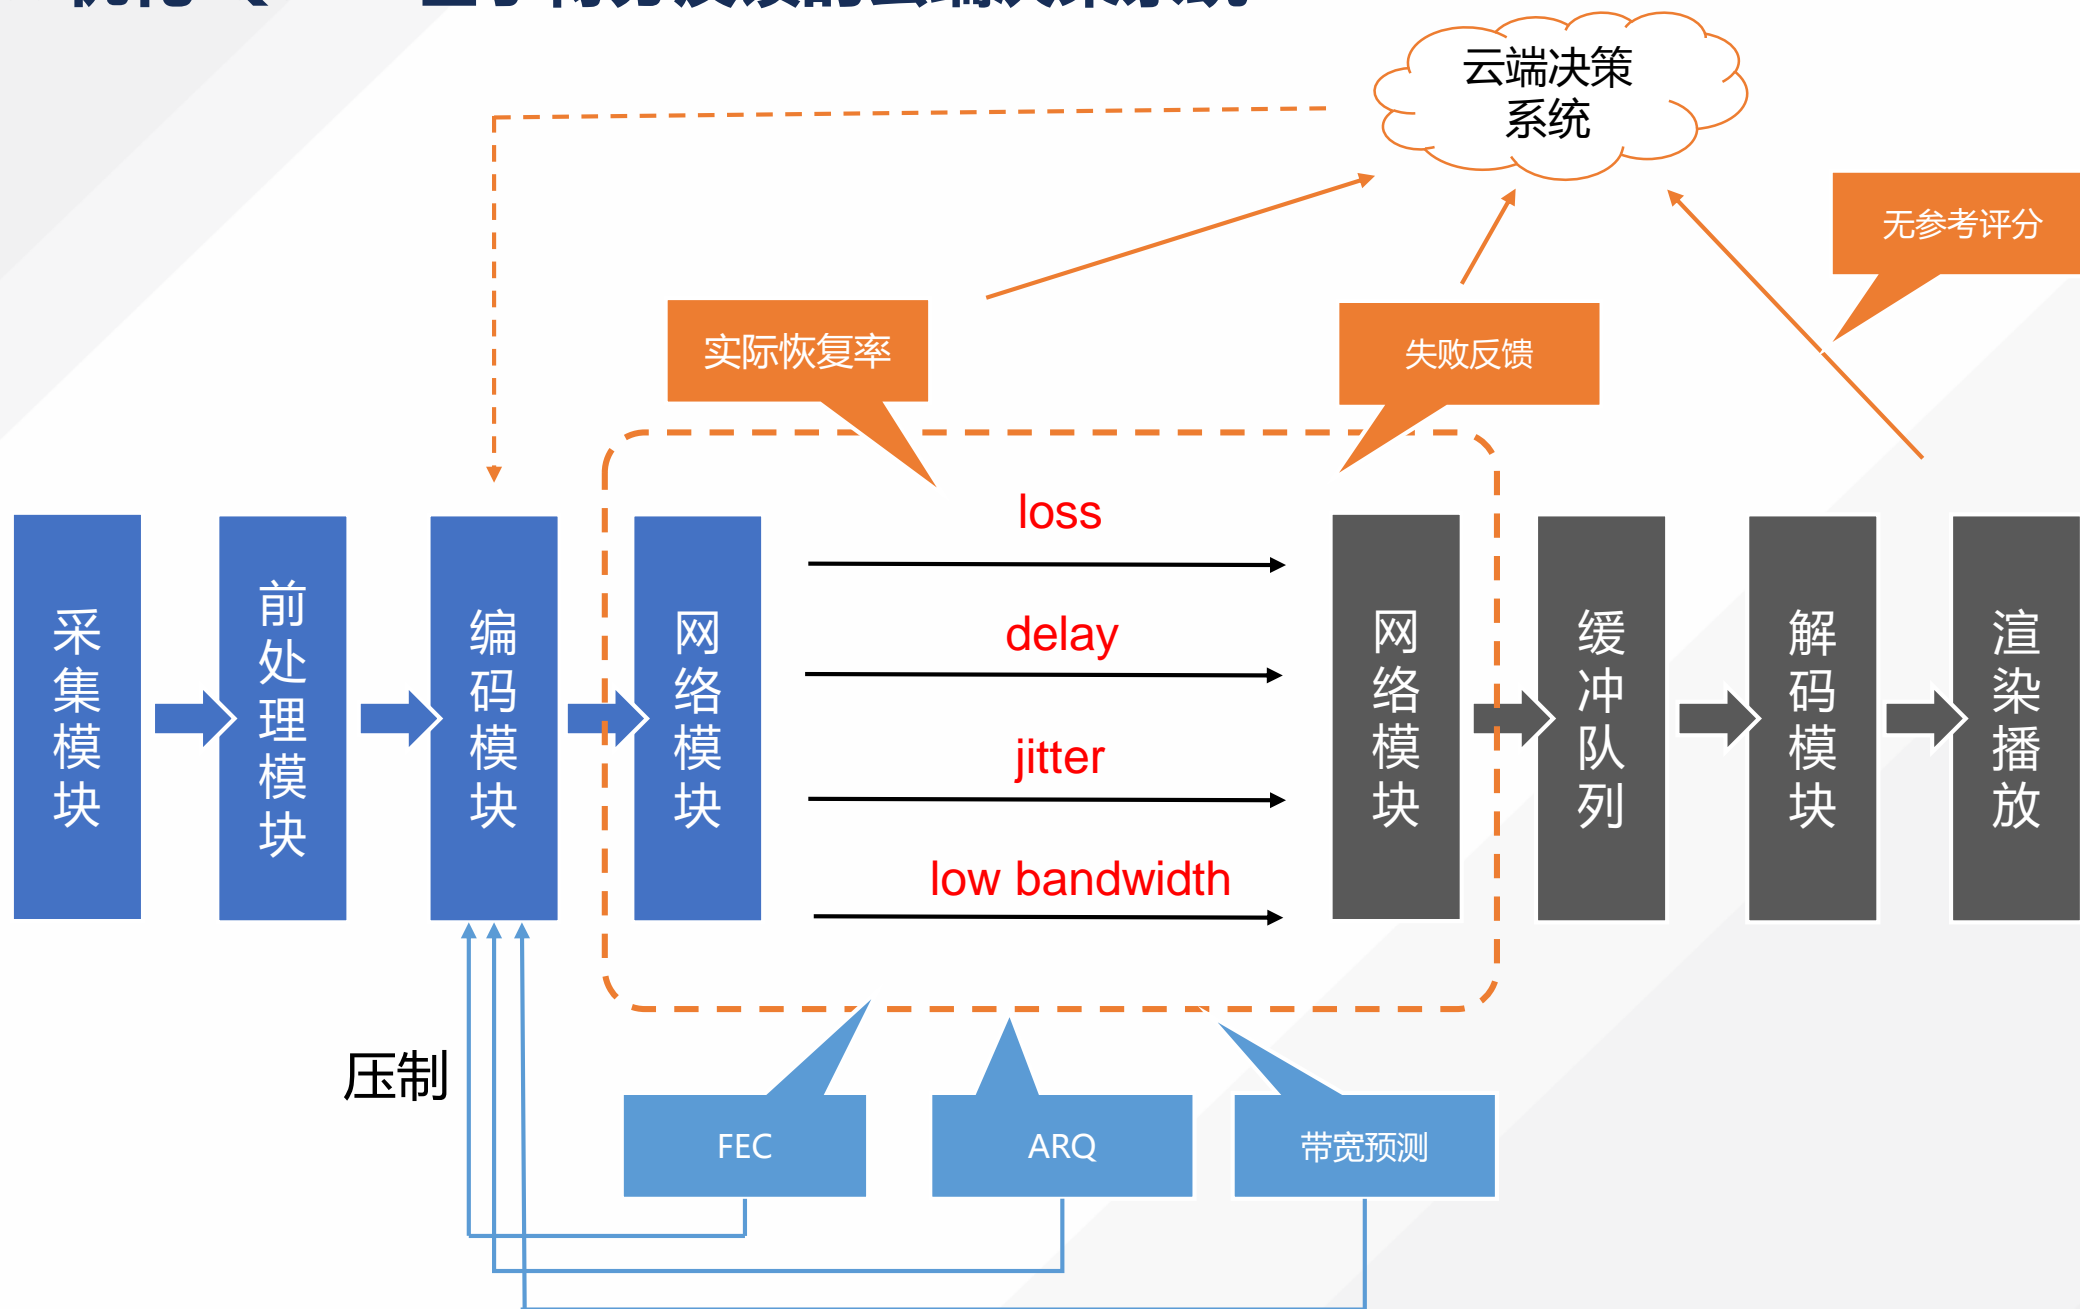 云端决策
系统
无参考评分
实际恢复率
失败反馈
loss
delay
jitter
low bandwidth
采集模块
前处理模块
编码模块
网络模块
网络模块
缓冲队列
解码模块
渲染播放
压制
FEC
ARQ
带宽预测